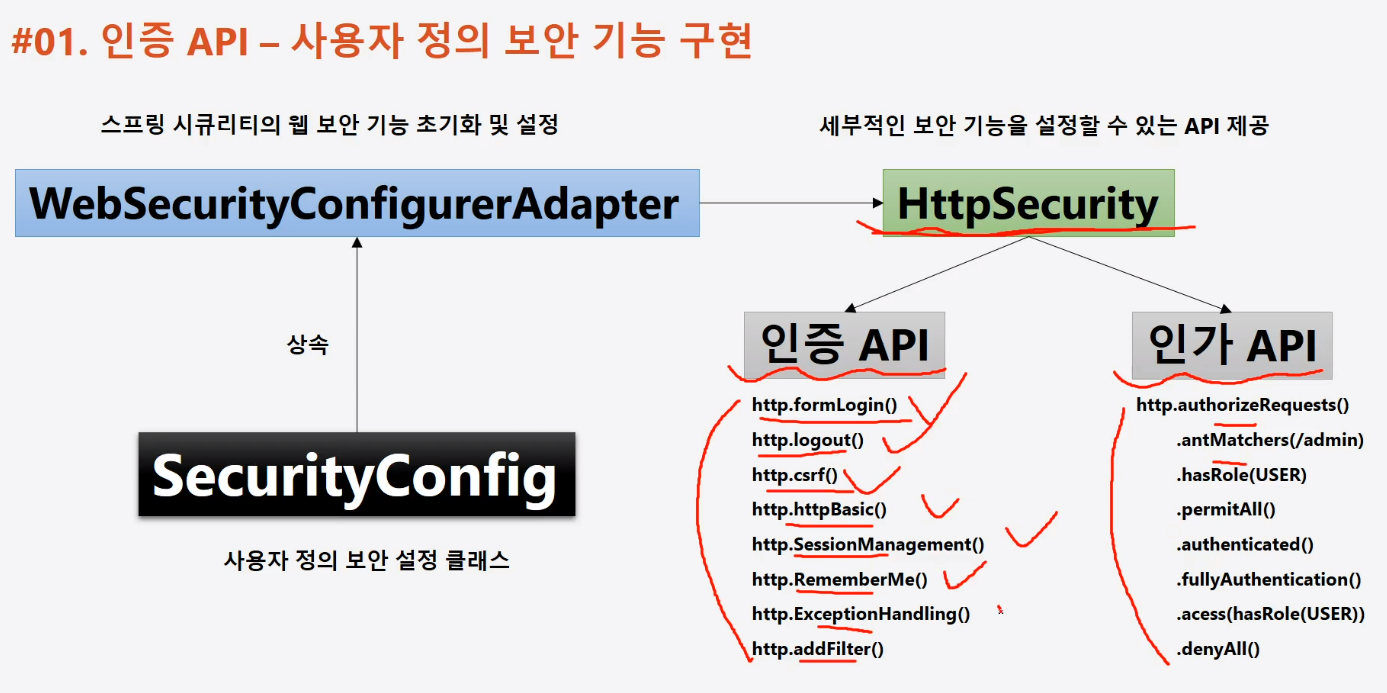 #01. 인증 API – 사용자 정의 보안 기능 구현
스프링 시큐리티의 웹 보안 기능 초기화 및 설정
WebSecurityConfigurerAdapter
상속
SecurityConfig
사용자 정의 보안 설정 클래스
세부적인 보안 기능을 설정할 수 있는 API 제공
HttpSecurity
인증 API
http.formLogin()
http.logout()
http.csrf()
http.httpBasic()
http.SessionManagement()
http.RememberMe()
http.ExceptionHandling()
http.addFilter()
인가 API
http.authorizeRequests()
.antMatchers(/admin)
.hasRole(USER)
.permitAll()
.authenticated()
.fullyAuthentication()
.acess(hasRole(USER))
.denyAll()